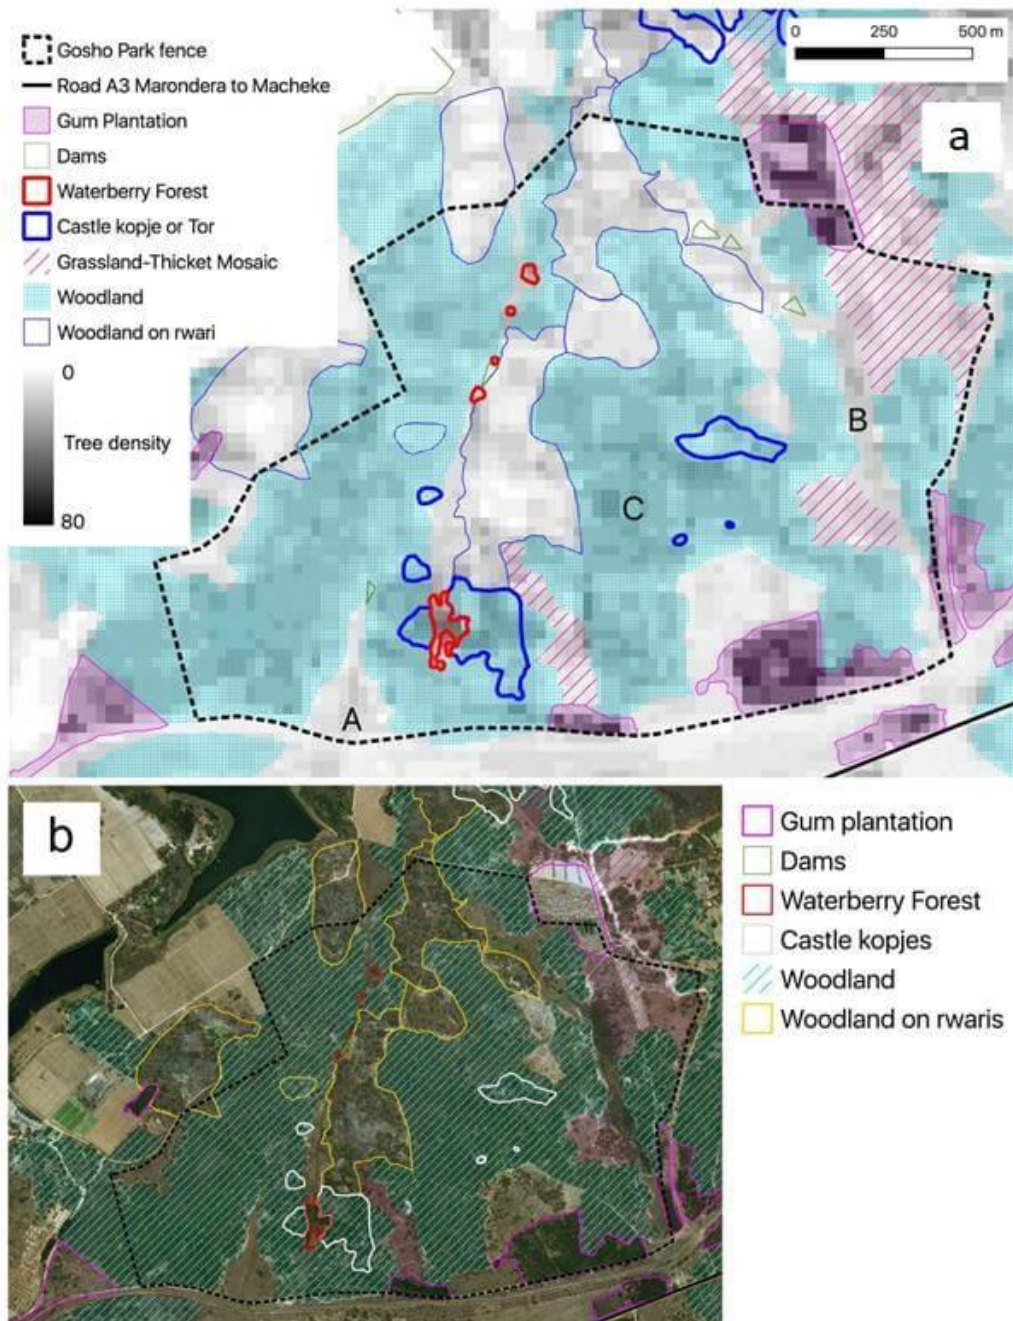 Gosho Park fence
Road A3 Marondera to Macheke
Gum Plantation
Dams
Waterberry Forest
Castle kopje or Tor
Grassland-Thicket Mosaic
Woodland
Woodland on rwari
0
Tree density
80
0 250 500 m
a
B
C
A
b
Gum plantation
Dams
Waterberry Forest
Castle kopjes
Woodland
Woodland on rwaris